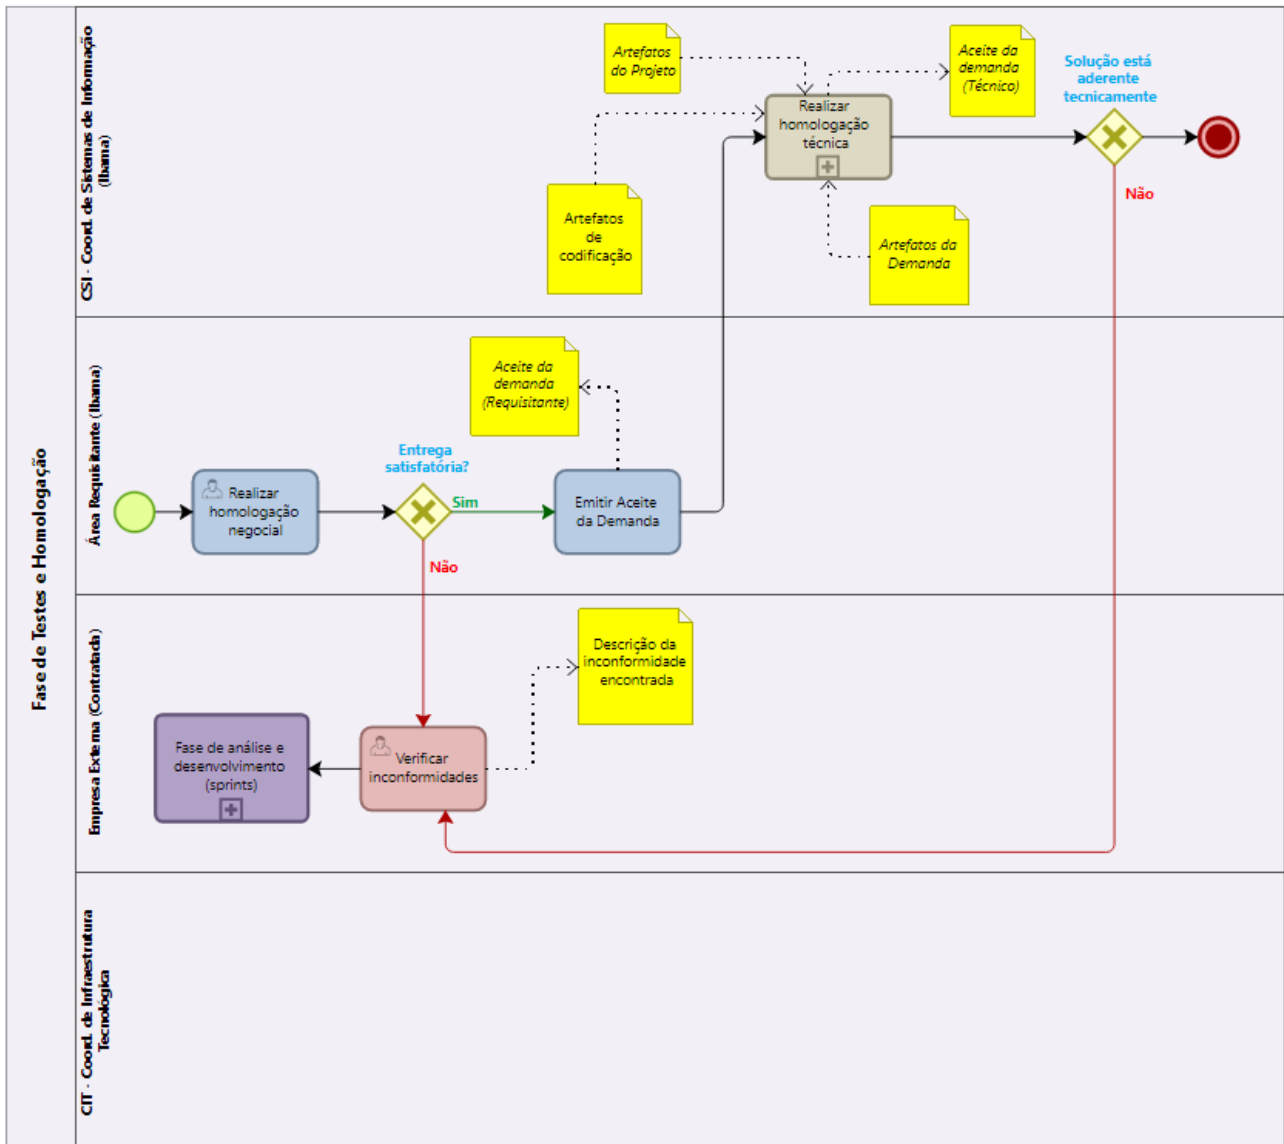 Fase de Testes e Homologação
CSI - Coord. de Sistemas de Informação
(Ibama)
Artefatos
do Projeto
Aceite da
demanda
(Técnico)
Solução está
aderente
tecnicamente
Realizar
homologação
técnica
Não
Artefatos
de
codificação
Artefatos da
Demanda
Área Requisitante (Ibama)
Aceite da
demanda
(Requisitante)
Entrega
satisfatória?
Realizar
homologação
negocial
Sim
Emitir Aceite
da Demanda
Não
Empresa Externa (Contratada)
Descrição da
inconformidade
encontrada
Fase de análise e
desenvolvimento
(sprints)
Verificar
inconformidades
CIT - Coord. de Infraestrutura
Tecnológica